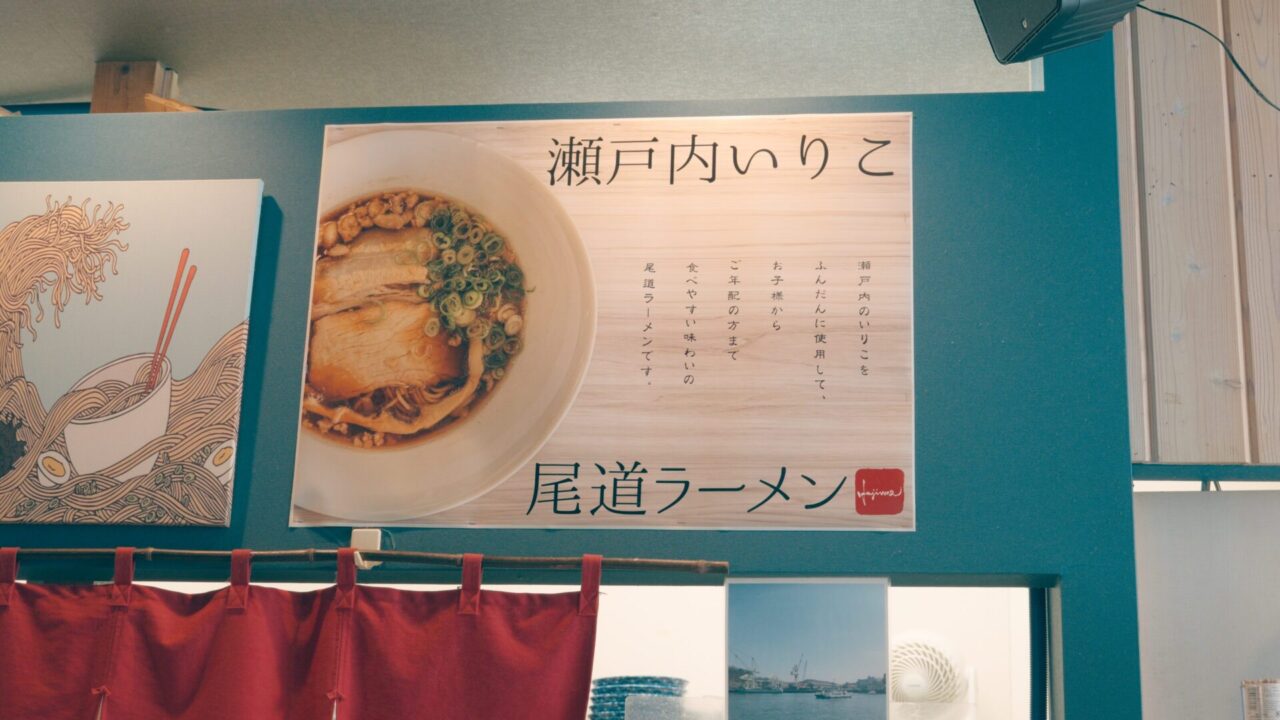 瀬戸内いりこ
瀬戸内のいりこを
ふんだんに使用して、
お子様から
ご年配の方まで
食べやすい味わいの
尾道ラーメンです。
尾道ラーメン
Hajime